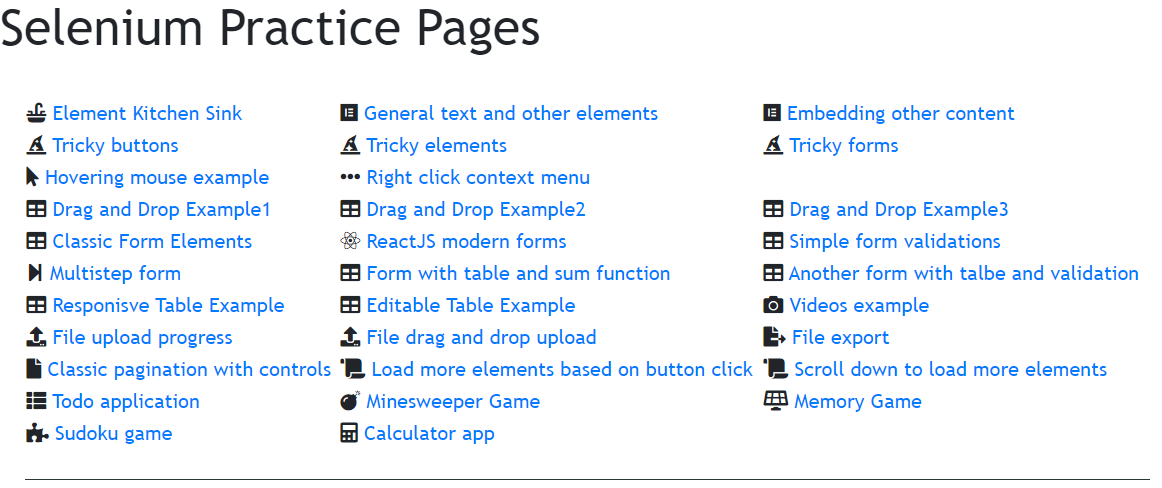 Selenium Practice Pages
Element Kitchen Sink General text and other elements Embedding other content
Tricky buttons Tricky elements Tricky forms
Hovering mouse example Right click context menu
Drag and Drop Example1 Drag and Drop Example2 Drag and Drop Example3
Classic Form Elements ReactJS modern forms Simple form validations
Multistep form Form with table and sum function Another form with talbe and validation
Responisve Table Example Editable Table Example Videos example
File upload progress File drag and drop upload File export
Classic pagination with controls Load more elements based on button click Scroll down to load more elements
Todo application Minesweeper Game Memory Game
Sudoku game Calculator app